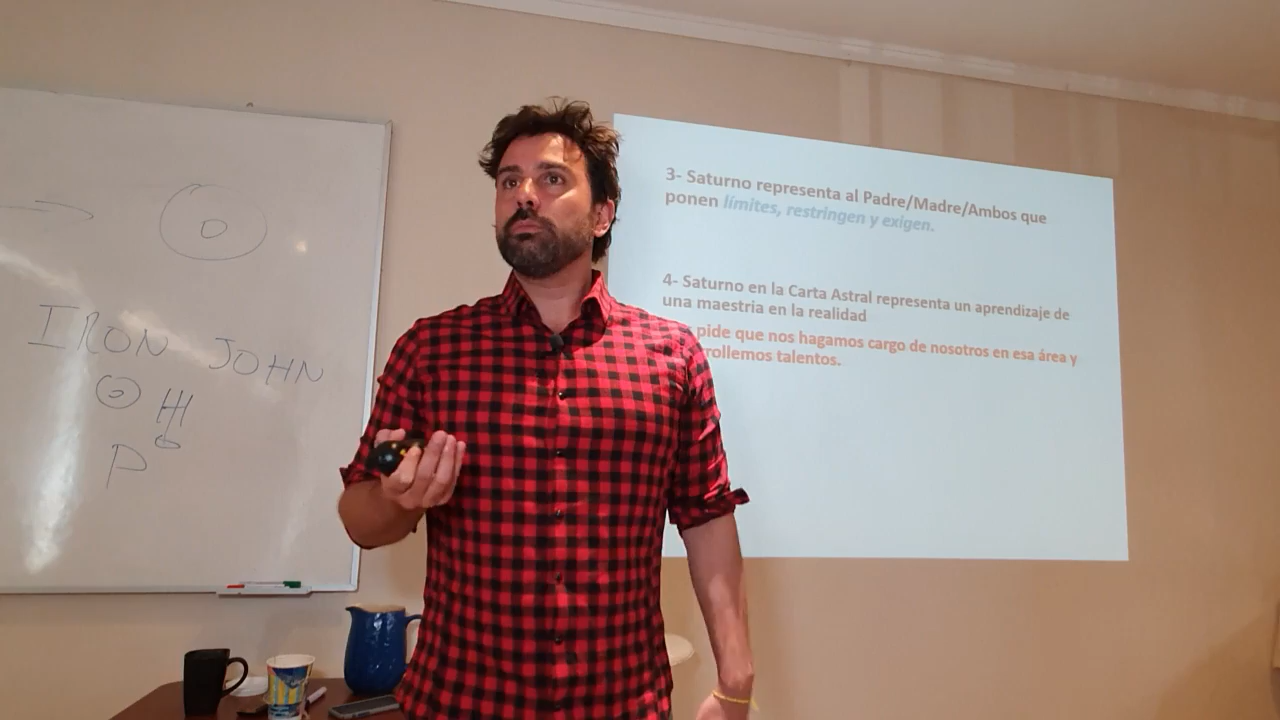 IRON JOHN
P
3- Saturno representa al Padre/Madre/Ambos que
ponen límites, restringen y exigen.
4- Saturno en la Carta Astral representa un aprendizaje de
una maestria en la realidad
pide que nos hagamos cargo de nosotros en esa área y
rollemos talentos.